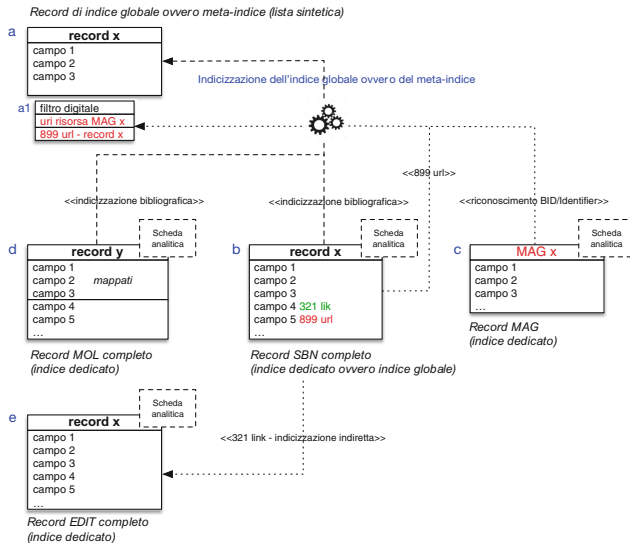 Record di indice globale ovvero meta-indice (lista sintetica)
a
record x
campo 1
campo 2
campo 3
Indicizzazione dell'indice globale ovvero del meta-indice
a1
filtro digitale
uri risorsa MAG x
899 url - record x
<<899 url>>
<<indicizzazione bibliografica>>
<<indicizzazione bibliografica>>
<<riconoscimento BID/Identifier>>
Scheda
analitica
Scheda
analitica
Scheda
analitica
d
record y
campo 1
campo 2 mappati
campo 3
campo 4
campo 5
...
Record MOL completo
(indice dedicato)
b
record x
campo 1
campo 2
campo 3
campo 4 321 lik
campo 5 899 url
...
Record SBN completo
(indice dedicato ovvero indice globale)
c
MAG x
campo 1
campo 2
campo 3
...
Record MAG
(indice dedicato)
Scheda
analitica
e
record x
campo 1
campo 2
campo 3
campo 4
campo 5
...
<<321 link - indicizzazione indiretta>>
Record EDIT completo
(indice dedicato)